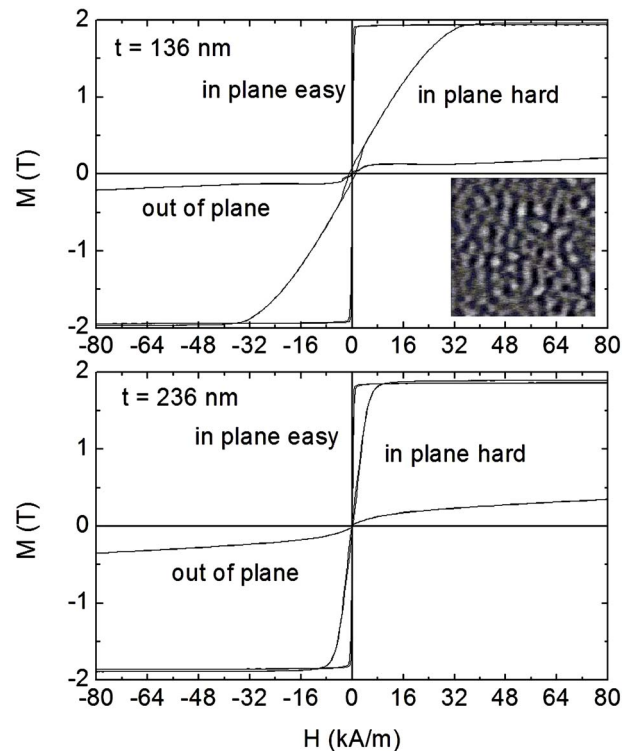 2
t = 136 nm
in plane easy
1
in plane hard
M (T)
0
out of plane
-1
-2
-80 -64 -48 -32 -16 0 16 32 48 64 80
2
t = 236 nm
in plane easy
1
in plane hard
M (T)
0
out of plane
-1
-2
-80 -64 -48 -32 -16 0 16 32 48 64 80
H (kA/m)